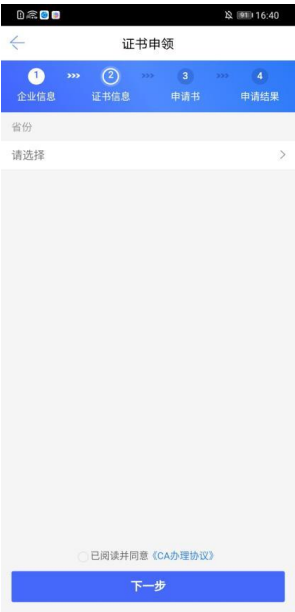 91 16:40
证书申领
1 >>> 2 >>> 3 >>> 4
企业信息 证书信息 申请书 申请结果
省份
请选择 >
已阅读并同意《CA办理协议》
下一步